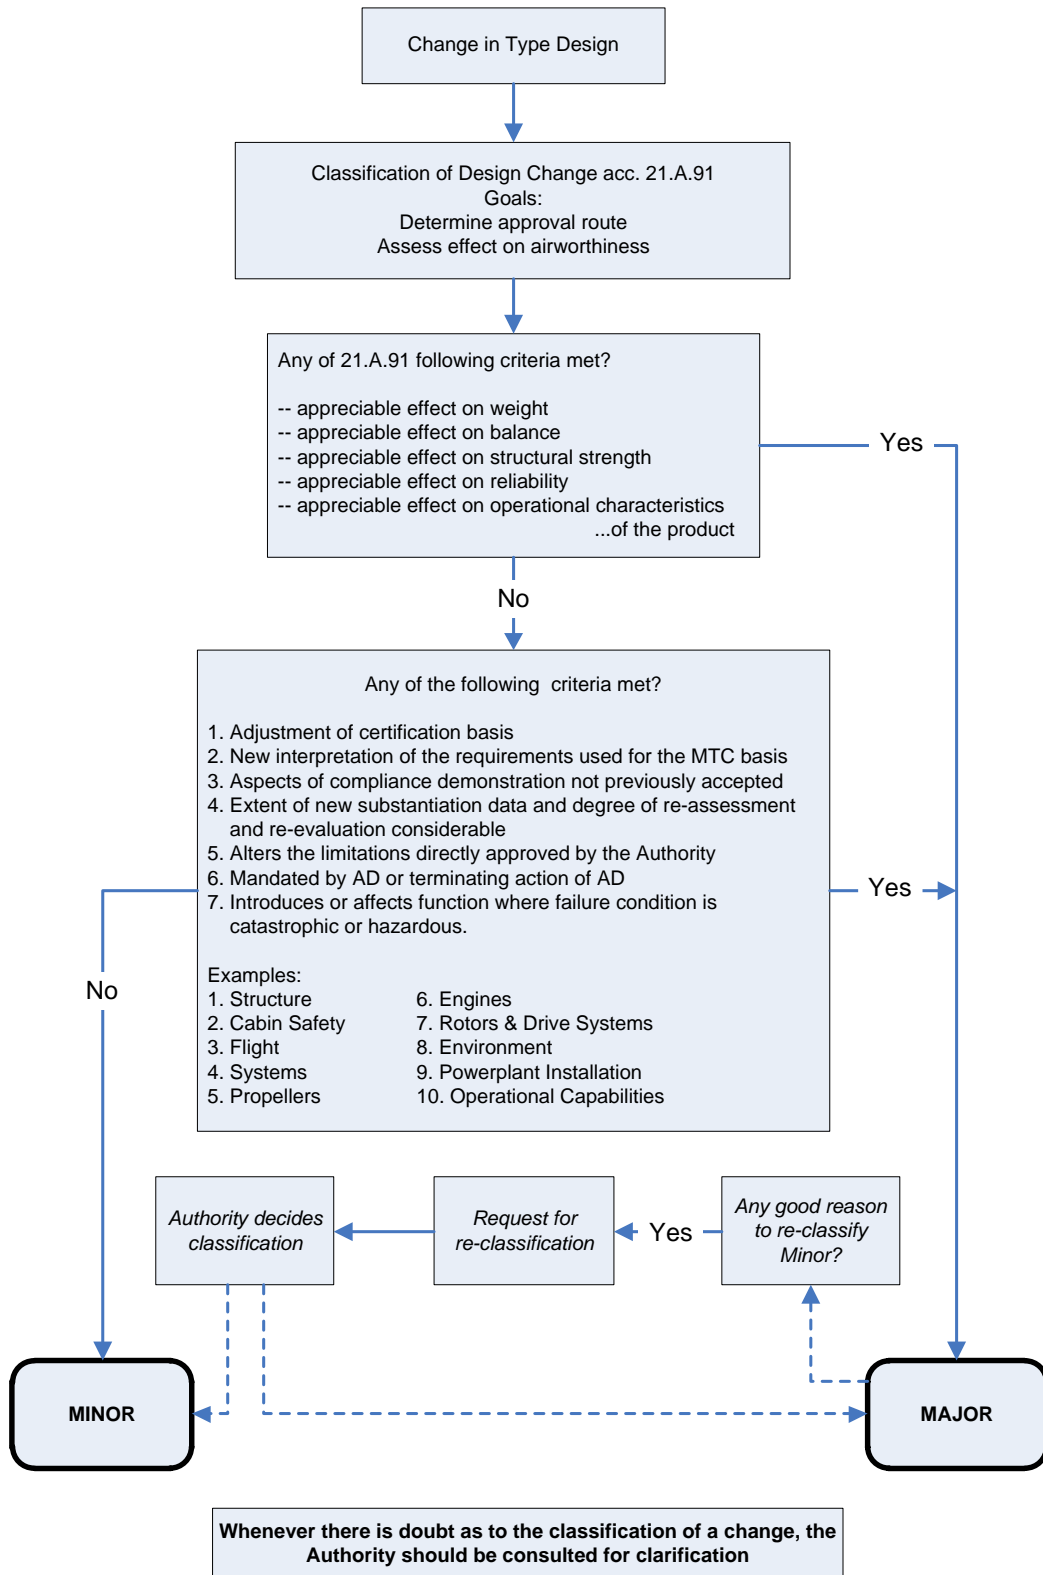 Change in Type Design
Classification of Design Change acc. 21.A.91
Goals:
Determine approval route
Assess effect on airworthiness
Any of 21.A.91 following criteria met?
-- appreciable effect on weight
-- appreciable effect on balance
-- appreciable effect on structural strength
-- appreciable effect on reliability
-- appreciable effect on operational characteristics
...of the product
Yes
No
Any of the following criteria met?
1. Adjustment of certification basis
2. New interpretation of the requirements used for the MTC basis
3. Aspects of compliance demonstration not previously accepted
4. Extent of new substantiation data and degree of re-assessment
and re-evaluation considerable
5. Alters the limitations directly approved by the Authority
6. Mandated by AD or terminating action of AD
7. Introduces or affects function where failure condition is
catastrophic or hazardous.
Yes
No
Examples:
1. Structure
2. Cabin Safety
3. Flight
4. Systems
5. Propellers
6. Engines
7. Rotors & Drive Systems
8. Environment
9. Powerplant Installation
10. Operational Capabilities
Authority decides
classification
Request for
re-classification
Yes
Any good reason
to re-classify
Minor?
MINOR
MAJOR
Whenever there is doubt as to the classification of a change, the
Authority should be consulted for clarification